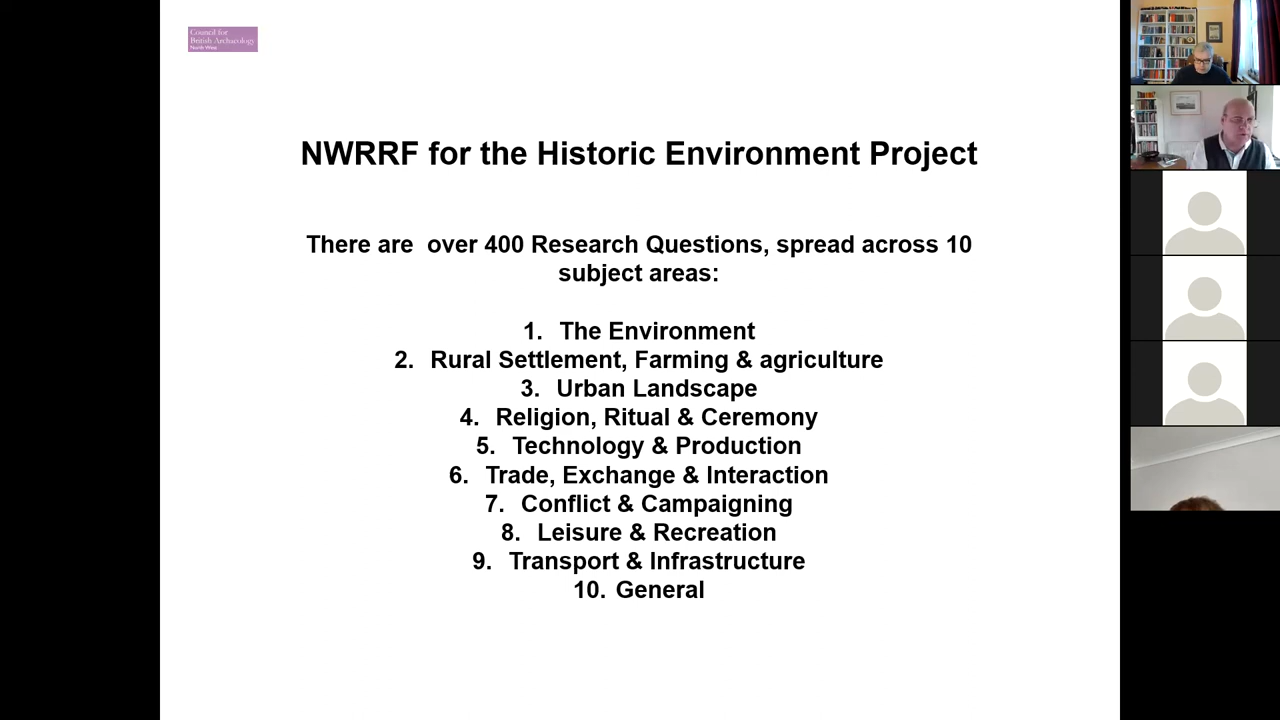 Council for
British Archaeology
North West
NWRRF for the Historic Environment Project
There are  over 400 Research Questions, spread across 10
subject areas:
1. The Environment
2. Rural Settlement, Farming & agriculture
3. Urban Landscape
4. Religion, Ritual & Ceremony
5. Technology & Production
6. Trade, Exchange & Interaction
7. Conflict & Campaigning
8. Leisure & Recreation
9. Transport & Infrastructure
10. General